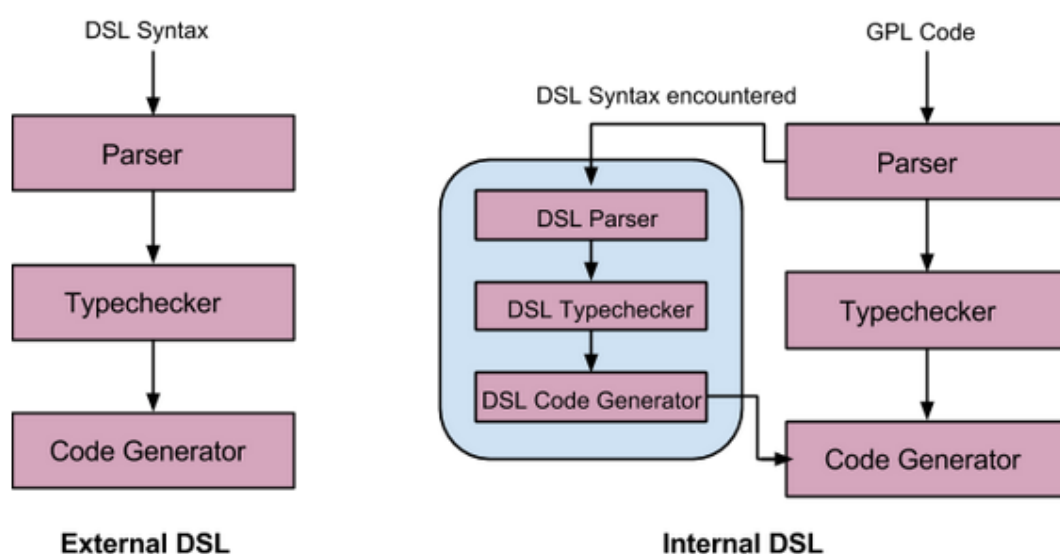 DSL Syntax
Parser
Typechecker
Code Generator
External DSL
GPL Code
DSL Syntax encountered
Parser
DSL Parser
DSL Typechecker
DSL Code Generator
Typechecker
Code Generator
Internal DSL